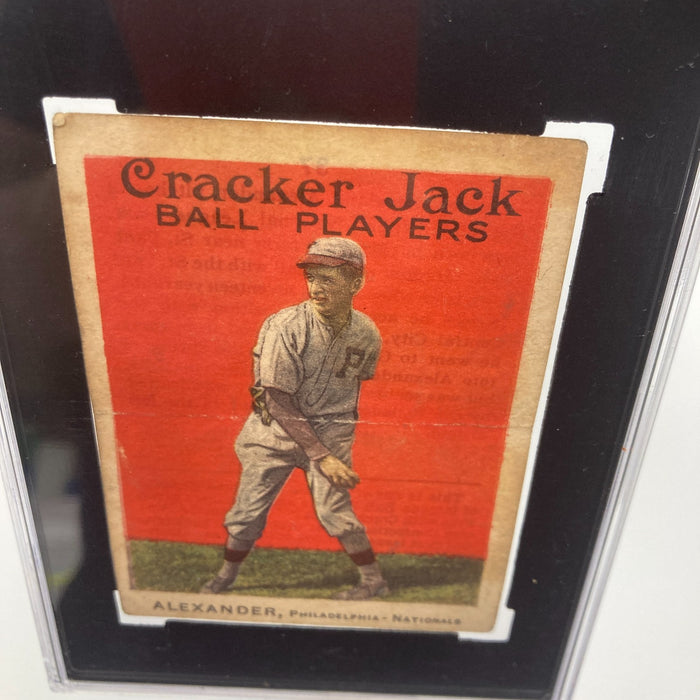 Cracker Jack
BALL PLAYERS
P
ALEXANDER, PHILADELPHIA - NATIONALS